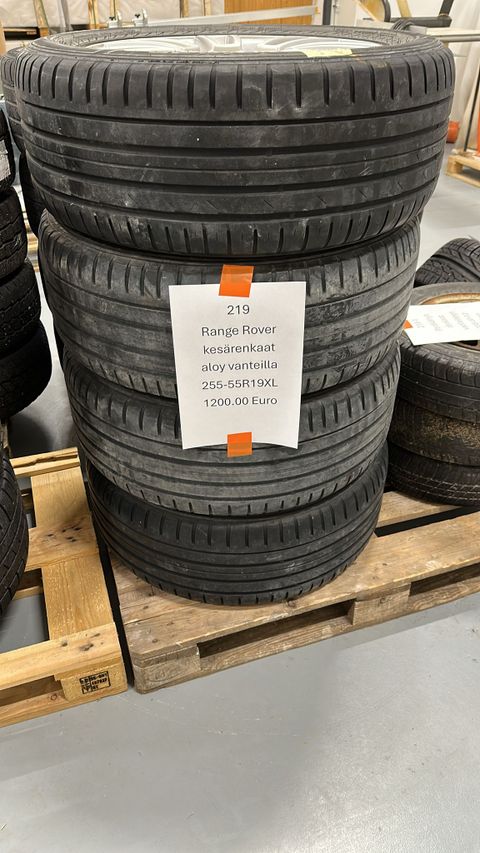 219
Range Rover
kesärenkaat
aloy vanteilla
255-55R19XL
1200.00 Euro